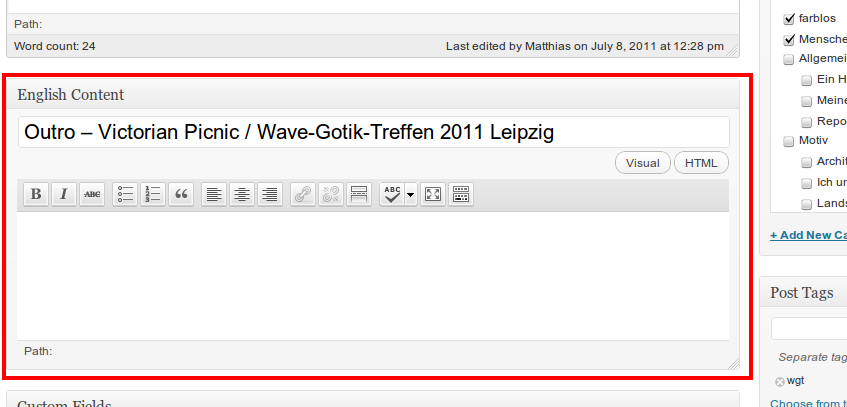 Path:
Word count: 24
Last edited by Matthias on July 8, 2011 at 12:28 pm
English Content
Outro – Victorian Picnic / Wave-Gotik-Treffen 2011 Leipzig
Visual
HTML
B I ABC
ABC
Path:
Custom Fields
farblos
Mensche
Allgemei
Ein H
Meine
Repo
Motiv
Archit
Ich un
Lands
+ Add New Ca
Post Tags
Separate tag
wgt
Choose from t